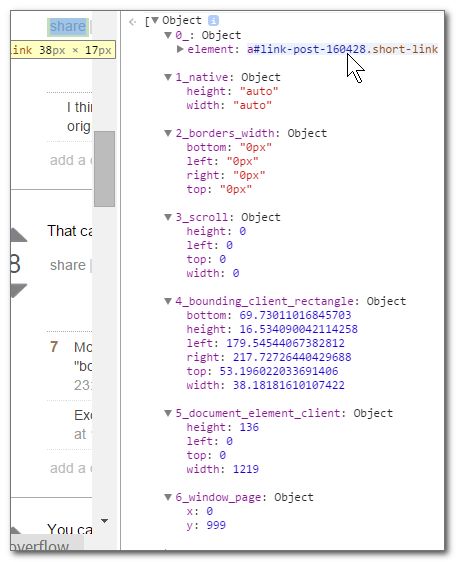 share
link 38px × 17px
I thin
orig
add a c
That ca
8
share
7 Mo
"bo
23:
Exc
at 1
add a c
You ca
overflow
[▼ Object i
▼ 0_: Object
▶ element: a#link-post-160428.short-link
▼ 1_native: Object
height: "auto"
width: "auto"
▼ 2_borders_width: Object
bottom: "0px"
left: "0px"
right: "0px"
top: "0px"
▼ 3_scroll: Object
height: 0
left: 0
top: 0
width: 0
▼ 4_bounding_client_rectangle: Object
bottom: 69.73011016845703
height: 16.534090042114258
left: 179.54544067382812
right: 217.72726440429688
top: 53.196022033691406
width: 38.18181610107422
▼ 5_document_element_client: Object
height: 136
left: 0
top: 0
width: 1219
▼ 6_window_page: Object
x: 0
y: 999